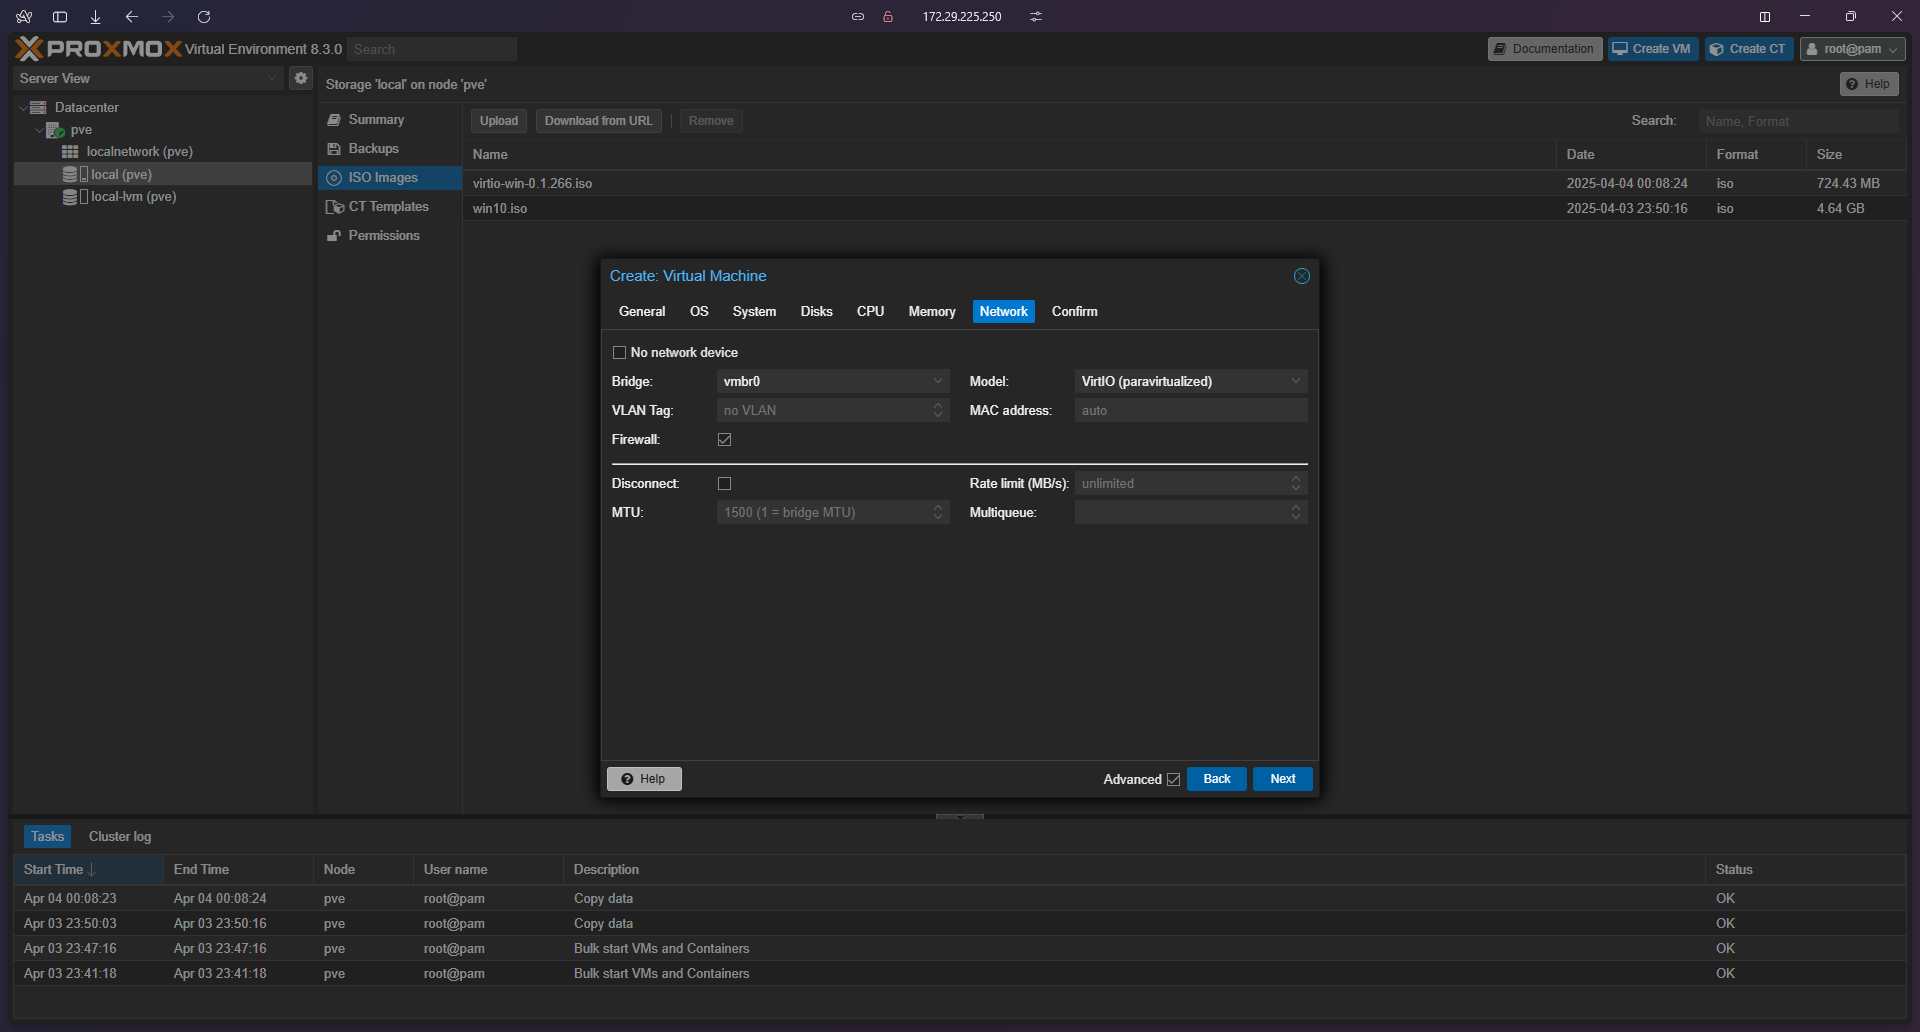 172.29.225.250
PROXMOX Virtual Environment 8.3.0 Search Documentation Create VM Create CT root@pam
Server View
Storage 'local' on node 'pve' Help
Datacenter
pve
localnetwork (pve)
local (pve)
local-lvm (pve)
Summary
Backups
ISO Images
CT Templates
Permissions
Upload Download from URL Remove Search: Name, Format
Name Date Format Size
virtio-win-0.1.266.iso 2025-04-04 00:08:24 iso 724.43 MB
win10.iso 2025-04-03 23:50:16 iso 4.64 GB
Create: Virtual Machine
General OS System Disks CPU Memory Network Confirm
No network device
Bridge: vmbr0 Model: VirtIO (paravirtualized)
VLAN Tag: no VLAN MAC address: auto
Firewall:
Disconnect: Rate limit (MB/s): unlimited
MTU: 1500 (1 = bridge MTU) Multiqueue:
Help Advanced Back Next
Tasks Cluster log
Start Time End Time Node User name Description Status
Apr 04 00:08:23 Apr 04 00:08:24 pve root@pam Copy data OK
Apr 03 23:50:03 Apr 03 23:50:16 pve root@pam Copy data OK
Apr 03 23:47:16 Apr 03 23:47:16 pve root@pam Bulk start VMs and Containers OK
Apr 03 23:41:18 Apr 03 23:41:18 pve root@pam Bulk start VMs and Containers OK